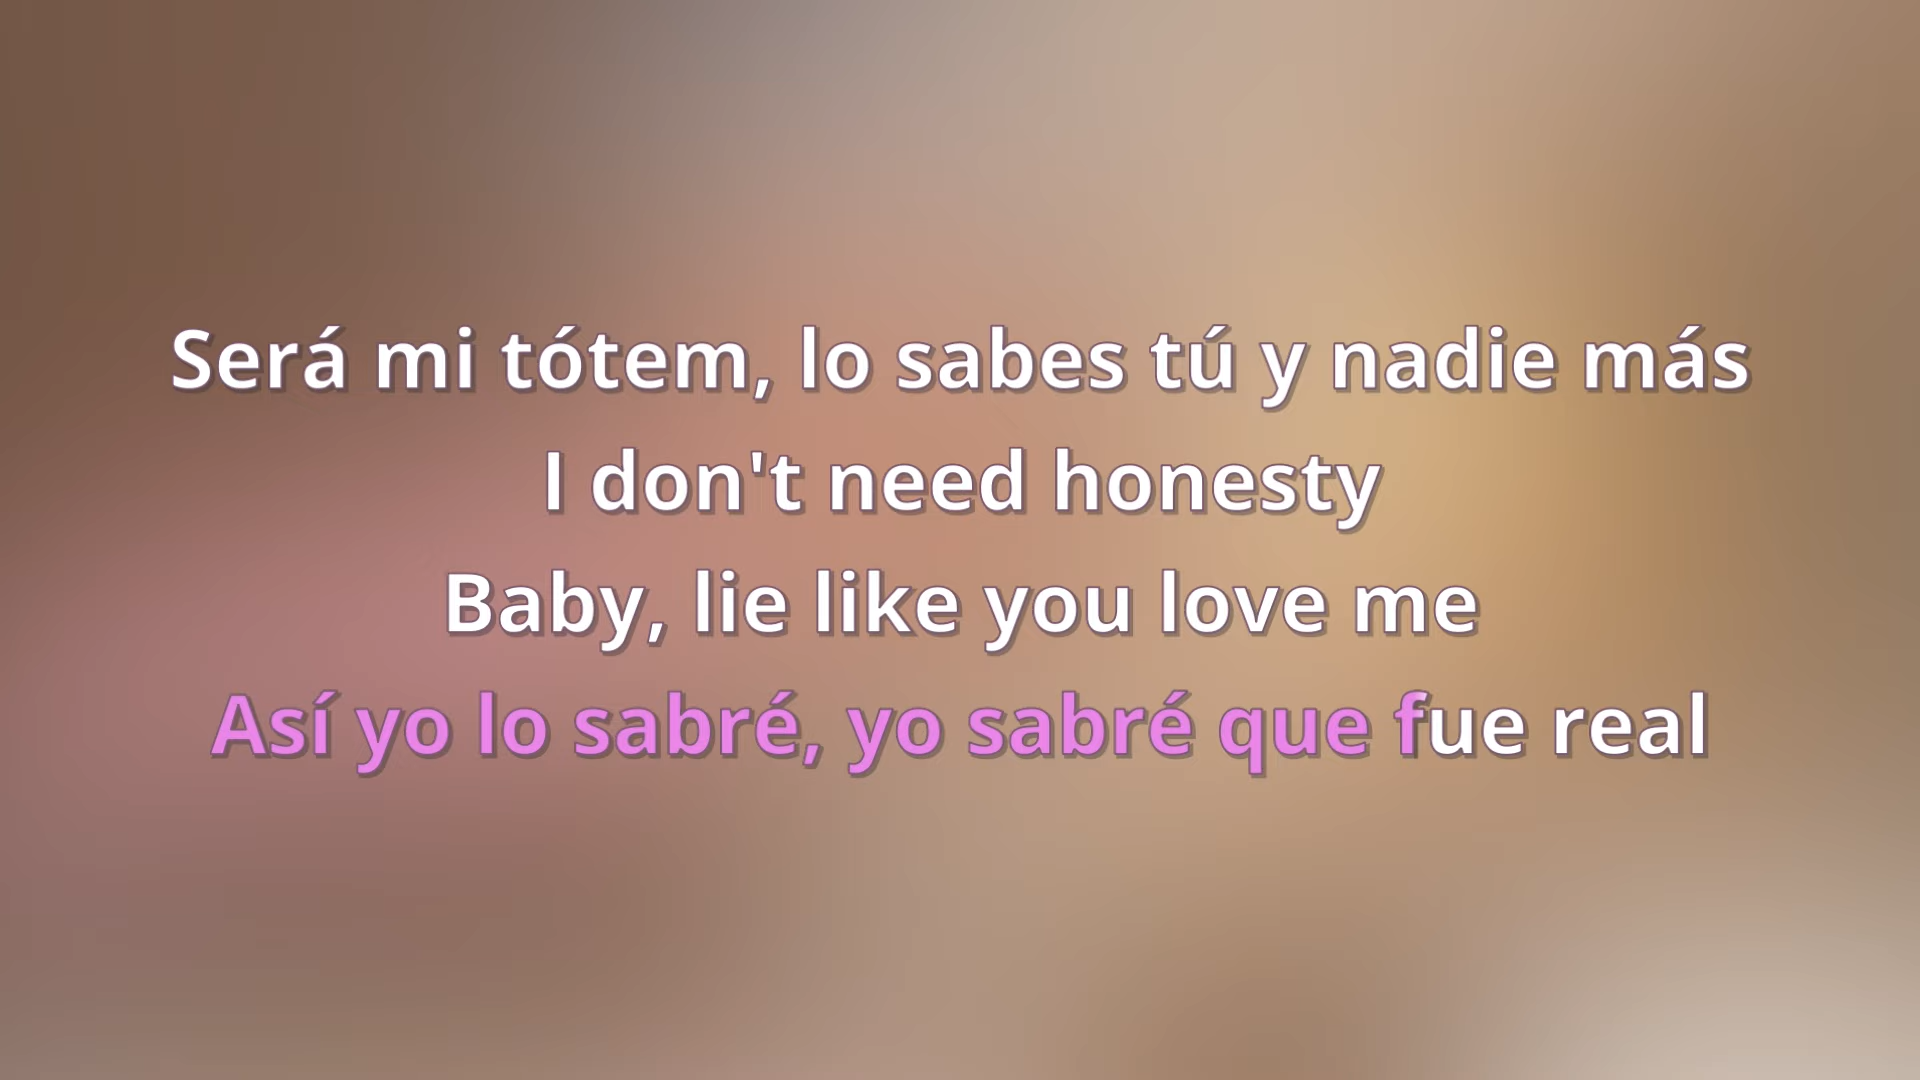 Será mi tótem, lo sabes tú y nadie más
I don't need honesty
Baby, lie like you love me
Así yo lo sabré, yo sabré que fue real